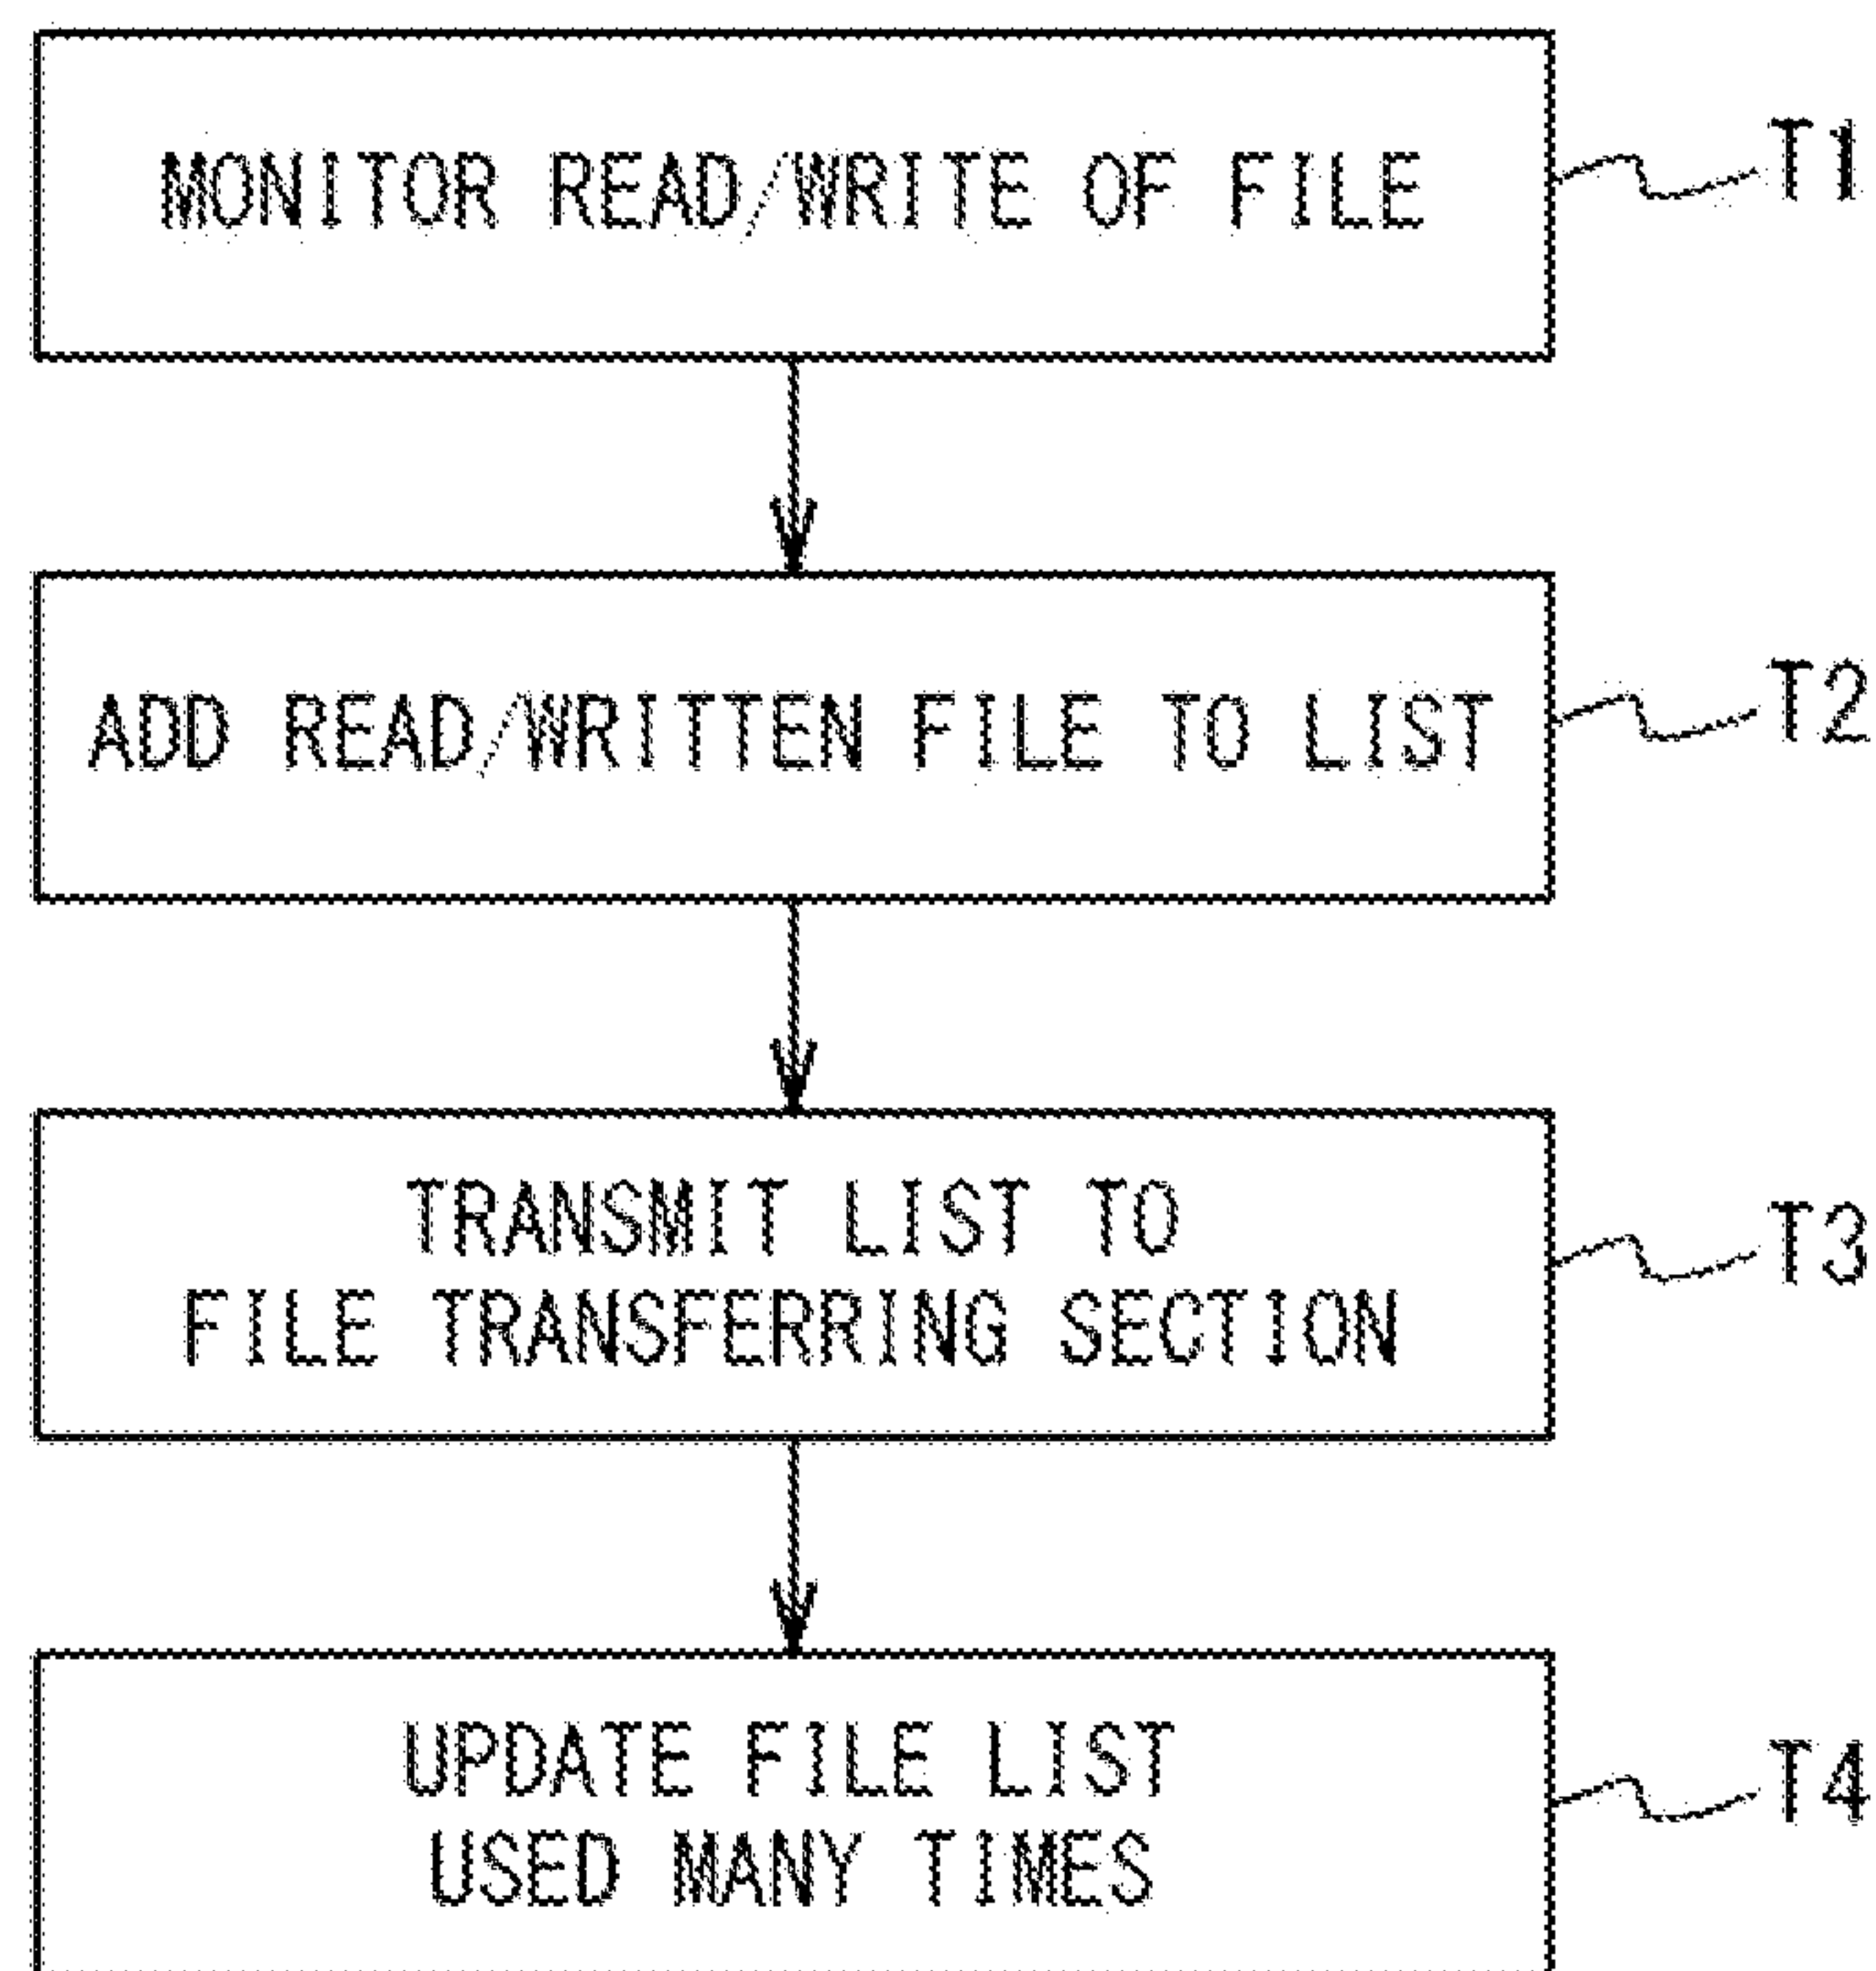 MONITOR READ/WRITE OF FILE
T1
ADD READ/WRITTEN FILE TO LIST
T2
TRANSMIT LIST TO
FILE TRANSFERRING SECTION
T3
UPDATE FILE LIST
USED MANY TIMES
T4